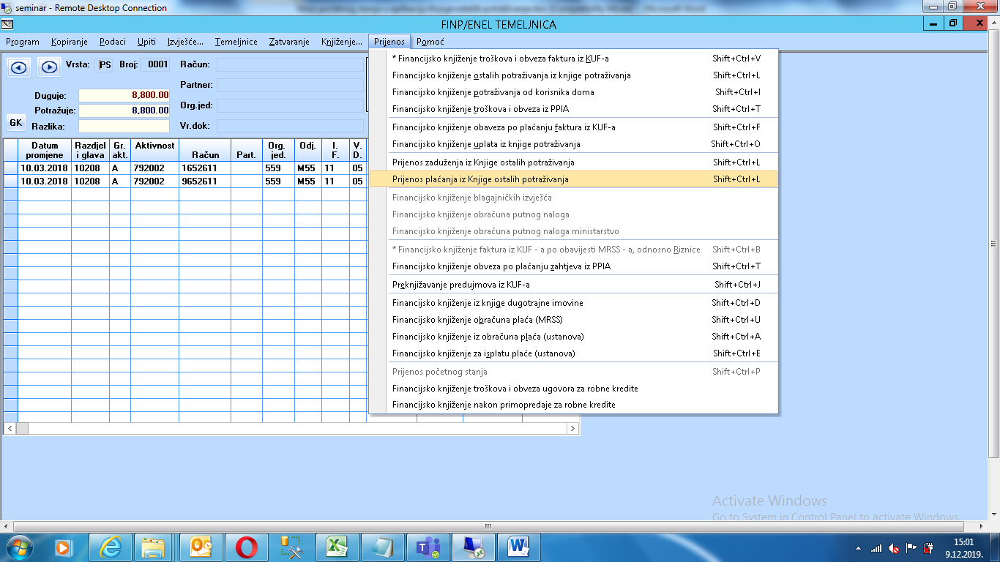 seminar - Remote Desktop Connection
FINP/ENEL TEMELJNICA
Program Kopiranje Podaci Upiti Izvješće... Temeljnice Zatvaranje Knjiženje... Prijenos Pomoć
Vrsta: PS Broj: 0001 Račun:
Partner:
Duguje: 8,800.00
Org.jed:
Potražuje: 8,800.00
GK Razlika: Vr.dok:
Datum promjene Razdjel i glava Gr. akt. Aktivnost Račun Part. Org. jed. Odj. I. F. V. D.
10.03.2018 10208 A 792002 1652611 559 M55 11 05
10.03.2018 10208 A 792002 9652611 559 M55 11 05
* Financijsko knjiženje troškova i obveza faktura iz KUF-a Shift+Ctrl+V
Financijsko knjiženje ostalih potraživanja iz knjige potraživanja Shift+Ctrl+L
Financijsko knjiženje potraživanja od korisnika doma Shift+Ctrl+I
Financijsko knjiženje troškova i obveza iz PPIA Shift+Ctrl+T
Financijsko knjiženje obaveza po plaćanju faktura iz KUF-a Shift+Ctrl+F
Financijsko knjiženje uplata iz knjige potraživanja Shift+Ctrl+O
Prijenos zaduženja iz Knjige ostalih potraživanja Shift+Ctrl+L
Prijenos plaćanja iz Knjige ostalih potraživanja Shift+Ctrl+L
Financijsko knjiženje blagajničkih izvješća
Financijsko knjiženje obračuna putnog naloga
Financijsko knjiženje obračuna putnog naloga ministarstvo
* Financijsko knjiženje faktura iz KUF - a po obavijesti MRSS - a, odnosno Riznice Shift+Ctrl+B
Financijsko knjiženje obveza po plaćanju zahtjeva iz PPIA Shift+Ctrl+T
Preknjižavanje predujmova iz KUF-a Shift+Ctrl+J
Financijsko knjiženje iz knjige dugotrajne imovine Shift+Ctrl+D
Financijsko knjiženje obračuna plaća (MRSS) Shift+Ctrl+U
Financijsko knjiženje iz obračuna plaća (ustanova) Shift+Ctrl+A
Financijsko knjiženje za isplatu plaće (ustanova) Shift+Ctrl+E
Prijenos početnog stanja Shift+Ctrl+P
Financijsko knjiženje troškova i obveza ugovora za robne kredite
Financijsko knjiženje nakon primopredaje za robne kredite
Activate Windows
Go to System in Control Panel to activate Windows.
15:01
9.12.2019.